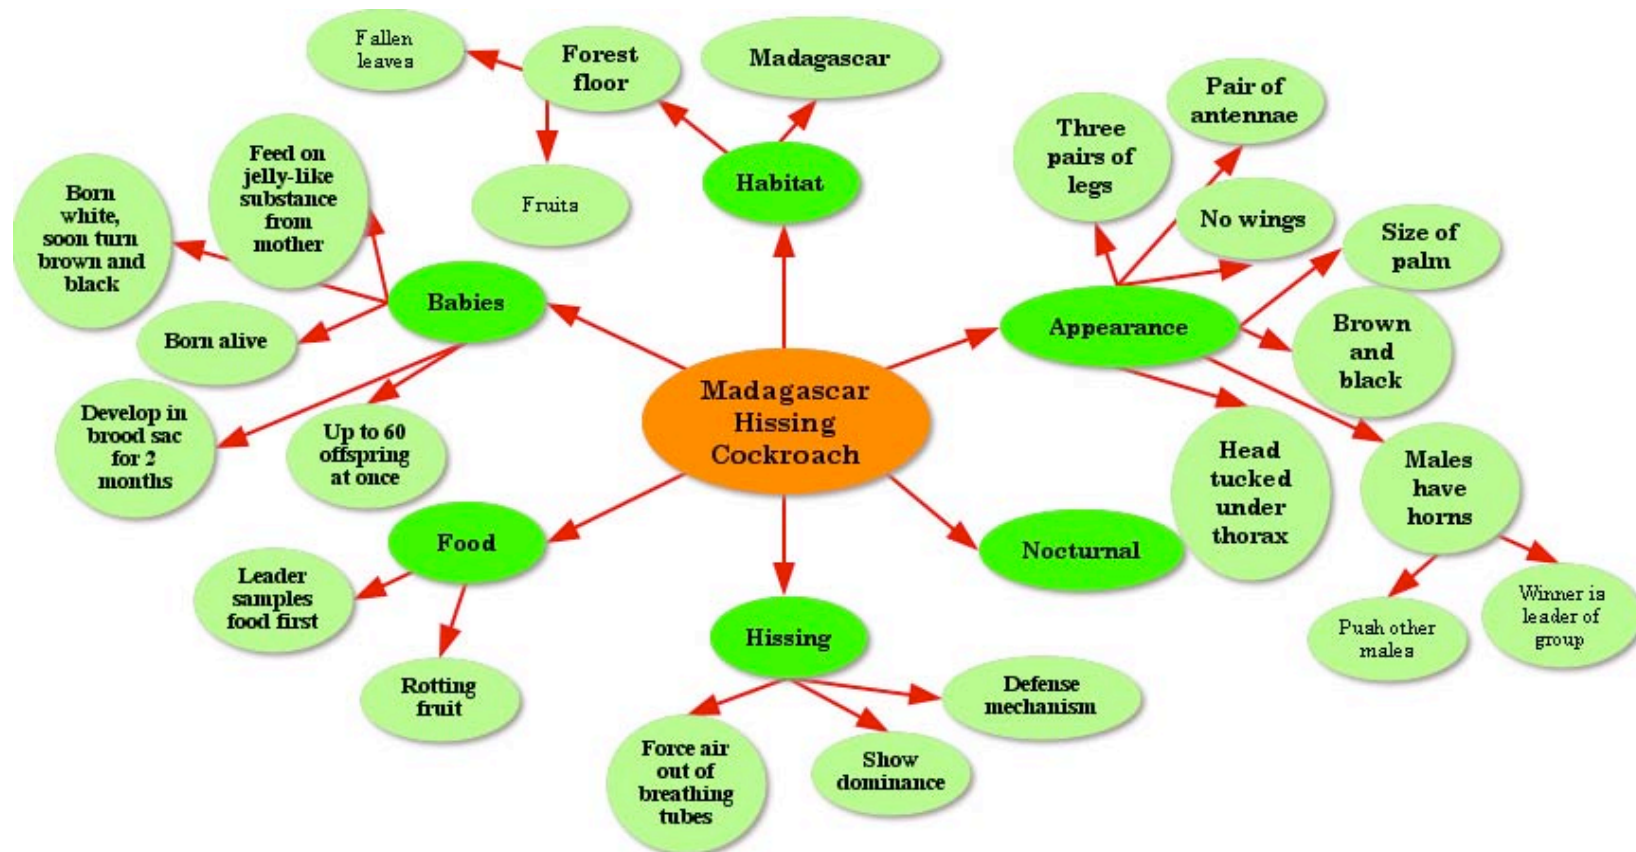 Fallen
leaves
Forest
floor
Madagascar
Pair of
antennae
Three
pairs of
legs
Feed on
jelly-like
substance
from
mother
Born
white,
soon turn
brown and
black
Fruits
Habitat
No wings
Size of
palm
Babies
Born alive
Appearance
Brown
and
black
Madagascar
Hissing
Cockroach
Develop in
brood sac
for 2
months
Up to 60
offspring
at once
Head
tucked
under
thorax
Males
have
horns
Food
Nocturnal
Leader
samples
food first
Hissing
Push other
males
Winner is
leader of
group
Rotting
fruit
Defense
mechanism
Force air
out of
breathing
tubes
Show
dominance